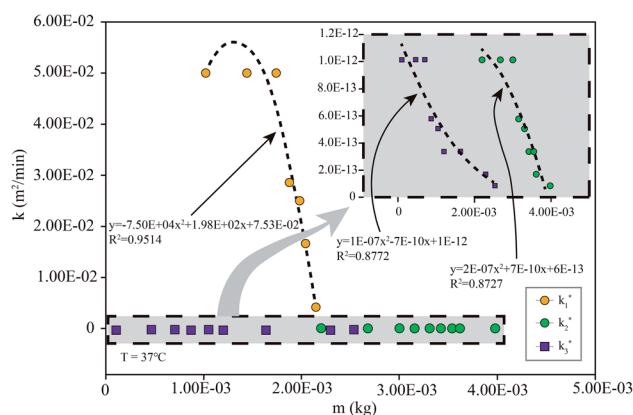 6.00E-02
5.00E-02
4.00E-02
3.00E-02
2.00E-02
1.00E-02
0
k (m²/min)
0
1.00E-03
2.00E-03
3.00E-03
4.00E-03
5.00E-03
m (kg)
y=-7.50E+04x²+1.98E+02x+7.53E-02
R²=0.9514
T = 37℃
1.2E-12
1.0E-12
8.0E-13
6.0E-13
4.0E-13
2.0E-13
0
0
2.00E-03
4.00E-03
y=1E-07x²-7E-10x+1E-12
R²=0.8772
y=2E-07x²+7E-10x+6E-13
R²=0.8727
k₁*
k₂*
k₃*